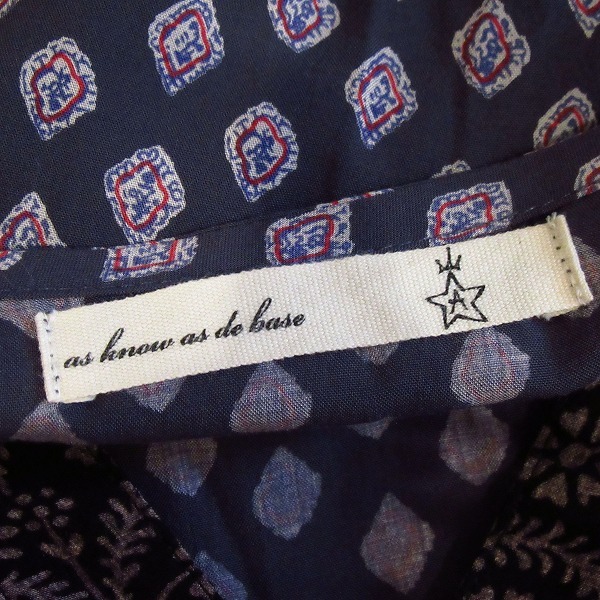 as know as de base
A